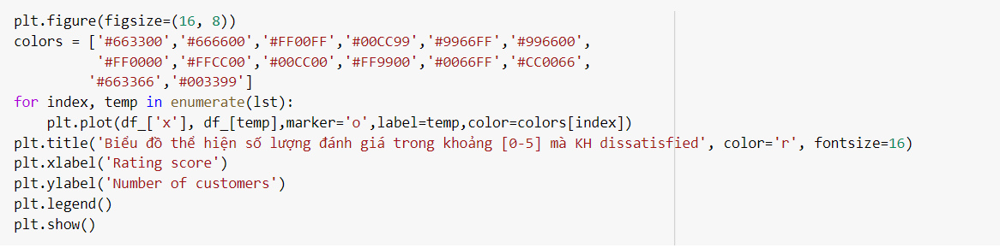 plt.figure(figsize=(16, 8))
colors = ['#663300','#666600','#FF00FF','#00CC99','#9966FF','#996600',
'#FF0000','#FFCC00','#00CC00','#FF9900','#0066FF','#CC0066',
'#663366','#003399']
for index, temp in enumerate(lst):
plt.plot(df_['x'], df_[temp],marker='o',label=temp,color=colors[index])
plt.title('Biểu đồ thể hiện số lượng đánh giá trong khoảng [0-5] mà KH dissatisfied', color='r', fontsize=16)
plt.xlabel('Rating score')
plt.ylabel('Number of customers')
plt.legend()
plt.show()